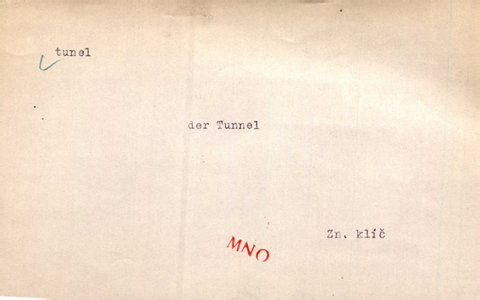 tunel
der Tunnel
Zn. klíč
MNO